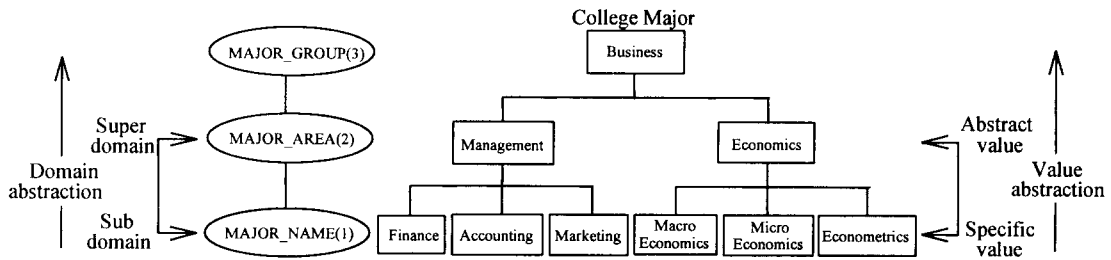 College Major
MAJOR_GROUP(3)
Business
Super
domain
MAJOR_AREA(2)
Management
Economics
Abstract
value
Domain
abstraction
Value
abstraction
Sub
domain
MAJOR_NAME(1)
Finance
Accounting
Marketing
Macro
Economics
Micro
Economics
Econometrics
Specific
value